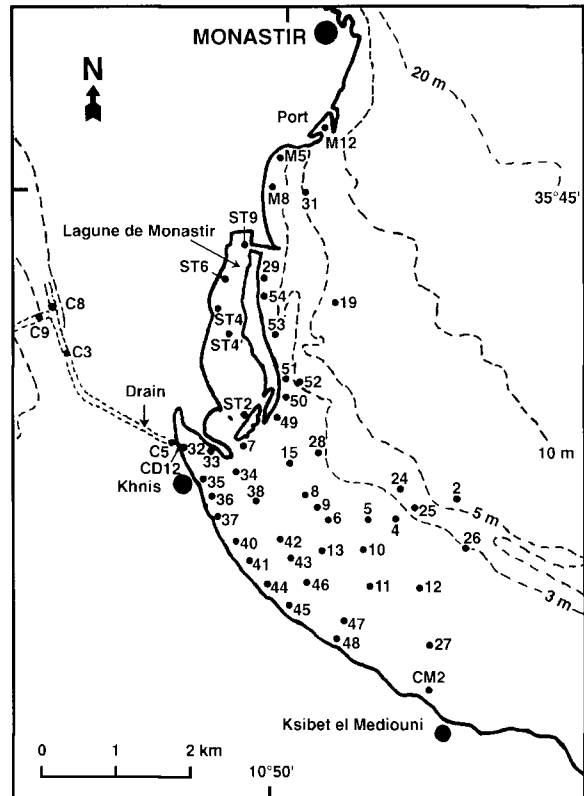 MONASTIR
N
20 m
Port
M12
M5
35°45'
M8
31
ST9
Lagune de Monastir
ST6
29
54
19
C8
C9
ST4
ST4'
53
C3
51
52
Drain
50
ST2
49
10 m
C5
32
33
7
28
CD12
15
Khnis
34
35
24
2
36
38
8
9
25
5 m
37
6
5
4
40
42
13
10
26
41
43
3 m
44
46
11
12
45
47
48
27
CM2
Ksibet el Mediouni
0 1 2 km
10°50'